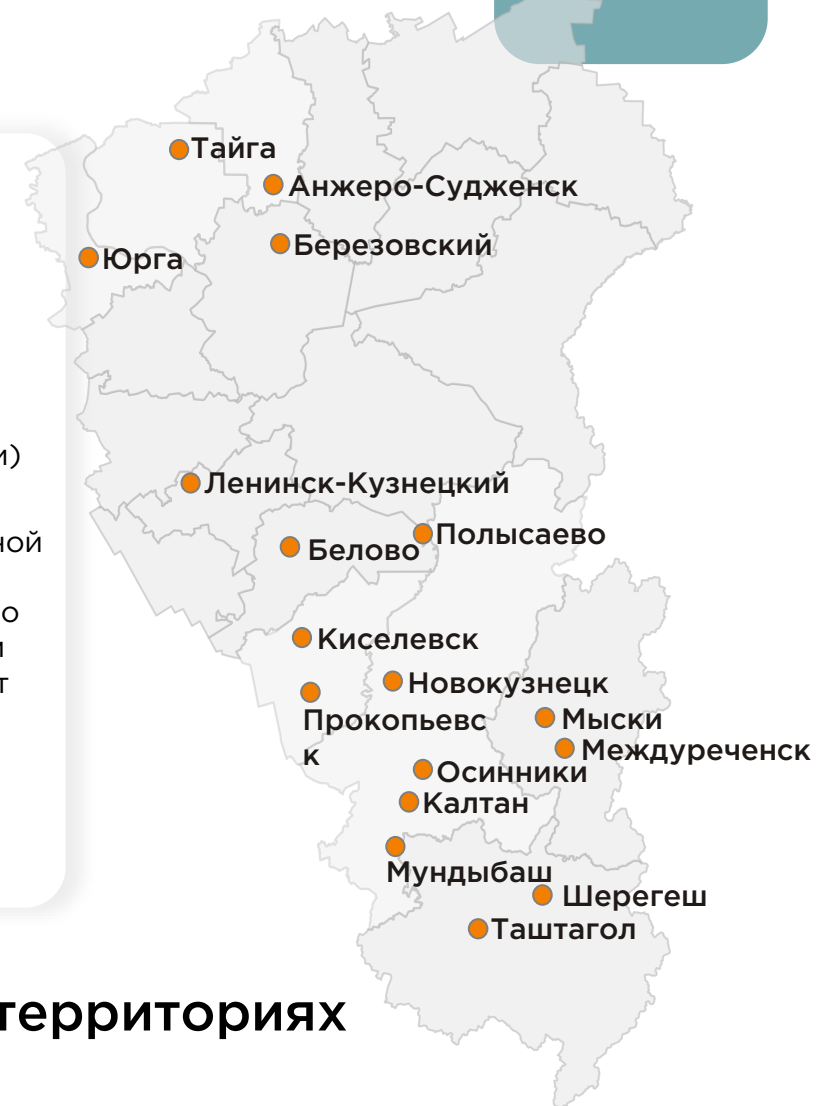 Тайга
Анжеро-Судженск
Березовский
Юрга
и)
Ленинск-Кузнецкий
Полысаево
ной
Белово
о
Киселевск
и
т
Новокузнецк
Прокопьевс
к
Мыски
Междуреченск
Осинники
Калтан
Мундыбаш
Шерегеш
Таштагол
территориях